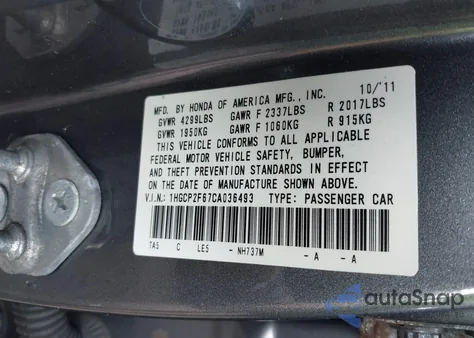 MFD. BY HONDA OF AMERICA MFG., INC. 10/'11
GVWR 4299LBS GAWR F 2337LBS R 2017LBS
GVWR 1950KG GAWR F 1060KG R 915KG
THIS VEHICLE CONFORMS TO ALL APPLICABLE
FEDERAL MOTOR VEHICLE SAFETY, BUMPER,
AND THEFT PREVENTION STANDARDS IN EFFECT
ON THE DATE OF MANUFACTURE SHOWN ABOVE.
V.I.N.: 1HGCP2F67CA036493 TYPE: PASSENGER CAR
TA5 C LE5 - NH737M -A -A
autoSnap